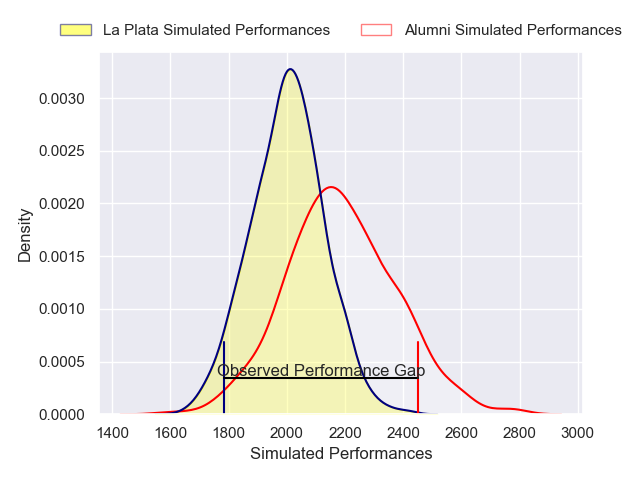 La Plata Simulated Performances
Alumni Simulated Performances
0.0030
0.0025
0.0020
0.0015
0.0010
0.0005
0.0000
Density
Observed Performance Gap
1400 1600 1800 2000 2200 2400 2600 2800 3000
Simulated Performances